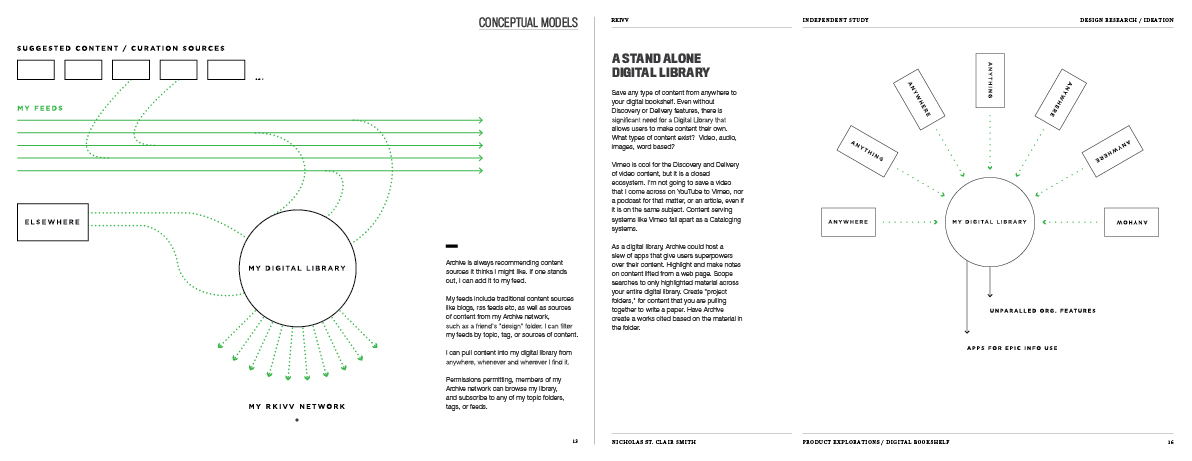 CONCEPTUAL MODELS
SUGGESTED CONTENT / CURATION SOURCES
....
MY FEEDS
ELSEWHERE
MY DIGITAL LIBRARY
MY RKIVV NETWORK
+
Archive is always recommending content
sources it thinks I might like. If one stands
out, I can add it to my feed.
My feeds include traditional content sources
like blogs, rss feeds etc, as well as sources
of content from my Archive network,
such as a friend's "design" folder. I can filter
my feeds by topic, tag, or sources of content.
I can pull content into my digital library from
anywhere, whenever and wherever I find it.
Permissions permitting, members of my
Archive network can browse my library,
and subscribe to any of my topic folders,
tags, or feeds.
13
RKIVV
INDEPENDENT STUDY
DESIGN RESEARCH / IDEATION
A STAND ALONE
DIGITAL LIBRARY
Save any type of content from anywhere to
your digital bookshelf. Even without
Discovery or Delivery features, there is
significant need for a Digital Library that
allows users to make content their own.
What types of content exist? Video, audio,
images, word based?
Vimeo is cool for the Discovery and Delivery
of video content, but it is a closed
ecosystem. I'm not going to save a video
that I come across on YouTube to Vimeo, nor
a podcast for that matter, or an article, even if
it is on the same subject. Content serving
systems like Vimeo fall apart as a Cataloging
systems.
As a digital library, Archive could host a
slew of apps that give users superpowers
over their content. Highlight and make notes
on content lifted from a web page. Scope
searches to only highlighted material across
your entire digital library. Create "project
folders," for content that you are pulling
together to write a paper. Have Archive
create a works cited based on the material in
the folder.
ANYWHERE
ANYTHING
ANYWHERE
ANYTHING
ANYWHERE
ANYWHERE
ANYHOW
MY DIGITAL LIBRARY
UNPARALLED ORG. FEATURES
APPS FOR EPIC INFO USE
NICHOLAS ST. CLAIR SMITH
PRODUCT EXPLORATIONS / DIGITAL BOOKSHELF
16